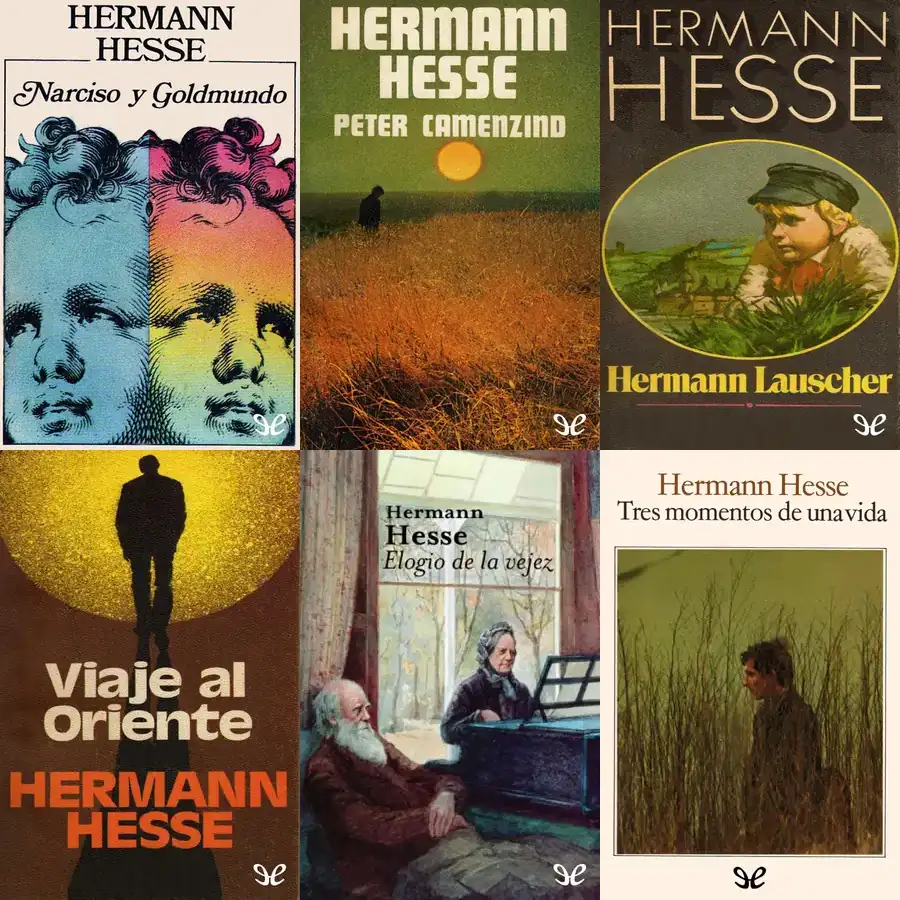 HERMANN
HESSE
Narciso y Goldmundo
HERMANN
HESSE
PETER CAMENZIND
HERMANN
HESSE
Hermann Lauscher
Viaje al
Oriente
HERMANN
HESSE
Hermann
Hesse
Elogio de la vejez
Hermann Hesse
Tres momentos de una vida